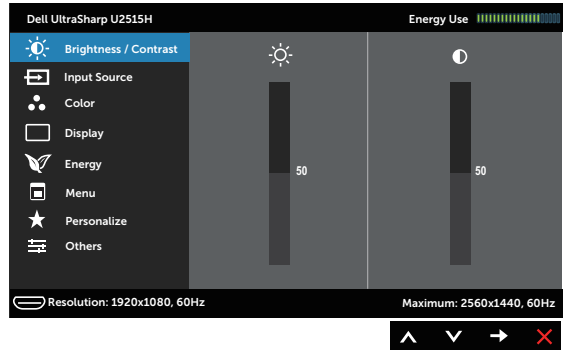 Dell UltraSharp U2515H Energy Use
Brightness / Contrast
Input Source
Color
Display
Energy
50 50
Menu
Personalize
Others
Resolution: 1920x1080, 60Hz Maximum: 2560x1440, 60Hz